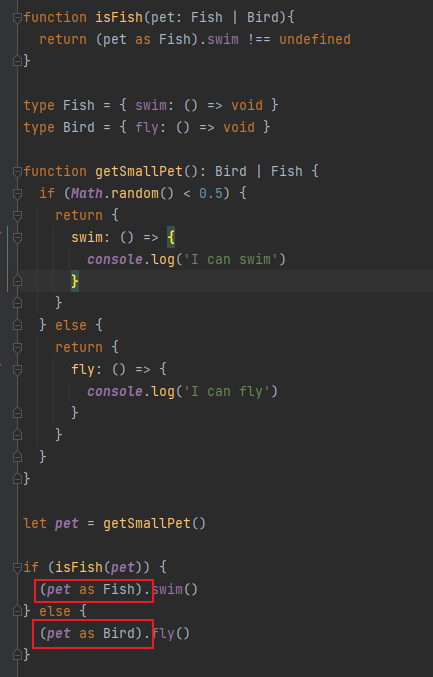 function isFish(pet: Fish | Bird){
  return (pet as Fish).swim !== undefined
}
type Fish = { swim: () => void }
type Bird = { fly: () => void }
function getSmallPet(): Bird | Fish {
  if (Math.random() < 0.5) {
    return {
      swim: () => {
        console.log('I can swim')
      }
    }
  } else {
    return {
      fly: () => {
        console.log('I can fly')
      }
    }
  }
}
let pet = getSmallPet()
if (isFish(pet)) {
  (pet as Fish).swim()
} else {
  (pet as Bird).fly()
}